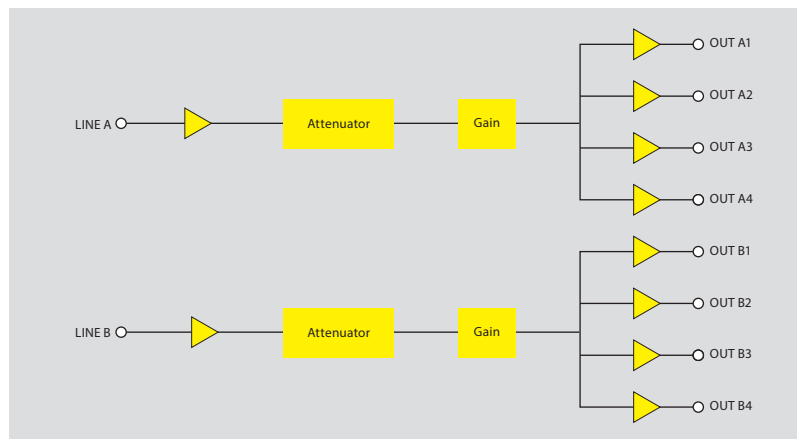 OUT A1
OUT A2
LINE A
Attenuator
Gain
OUT A3
OUT A4
OUT B1
OUT B2
LINE B
Attenuator
Gain
OUT B3
OUT B4